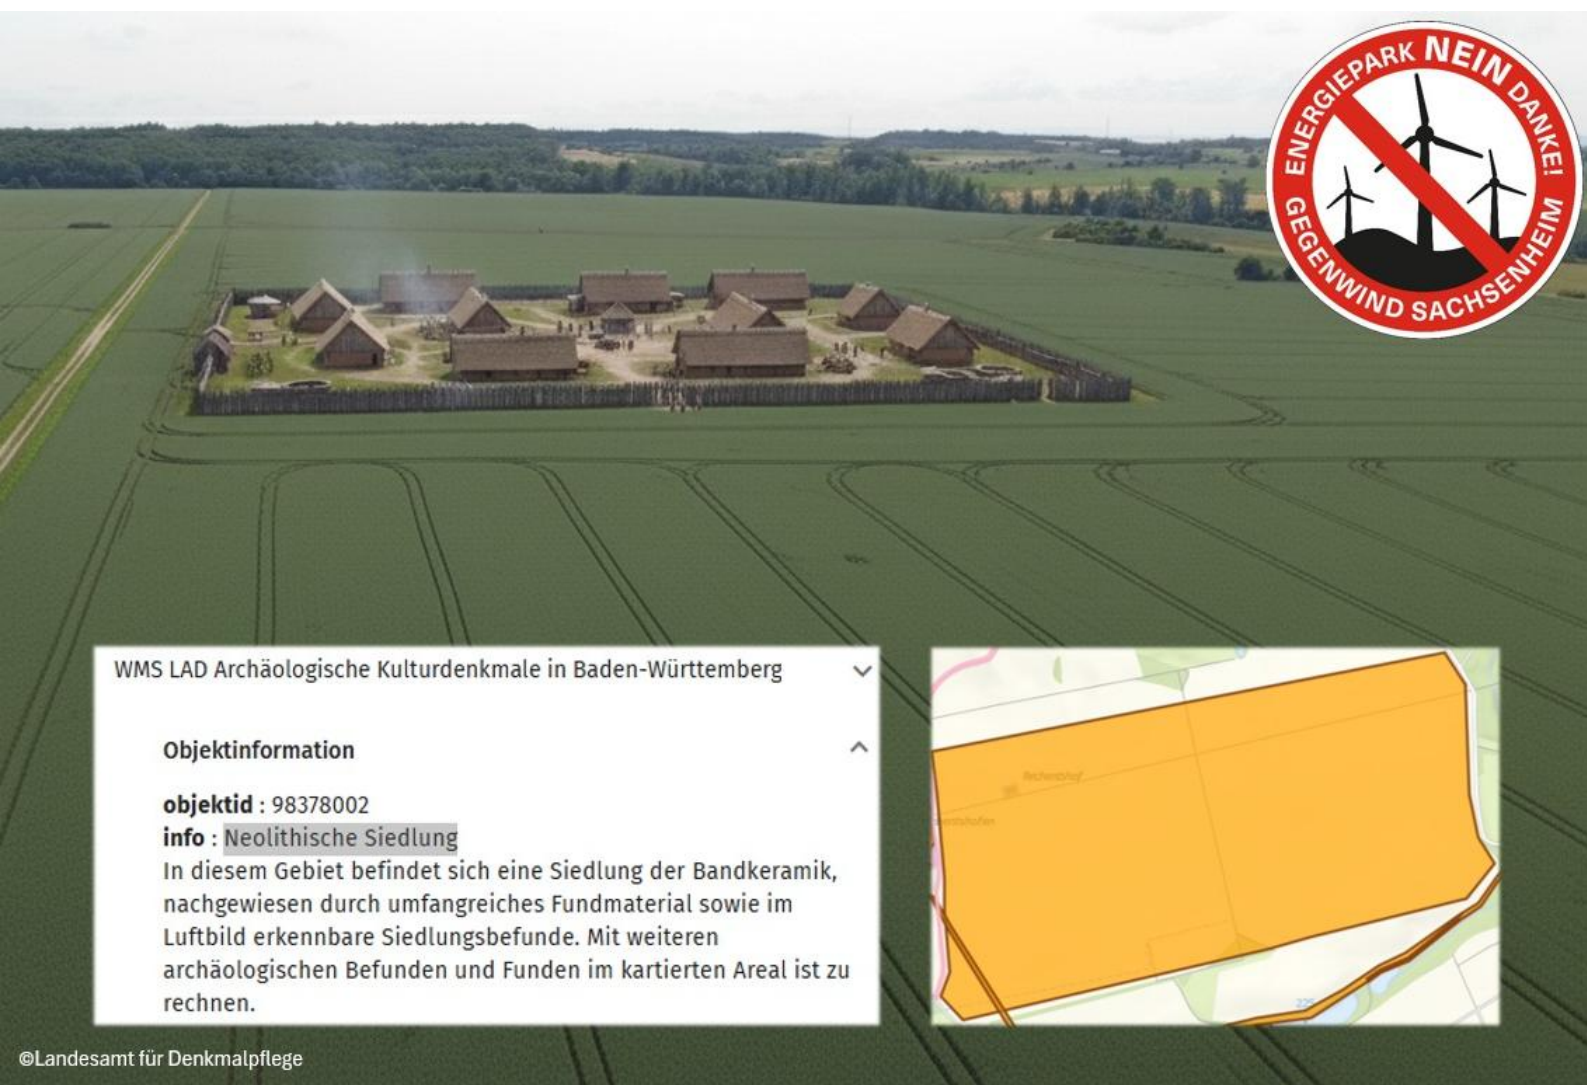 ENERGIEPARK NEIN DANKE!
GEGENWIND SACHSENHEIM
WMS LAD Archäologische Kulturdenkmale in Baden-Württemberg
Objektinformation
objektid : 98378002
info : Neolithische Siedlung
In diesem Gebiet befindet sich eine Siedlung der Bandkeramik,
nachgewiesen durch umfangreiches Fundmaterial sowie im
Luftbild erkennbare Siedlungsbefunde. Mit weiteren
archäologischen Befunden und Funden im kartierten Areal ist zu
rechnen.
225
©Landesamt für Denkmalpflege